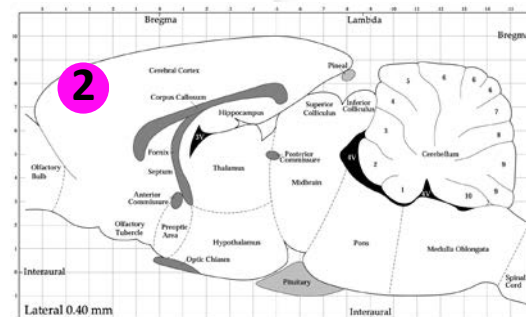 Bregma
Lambda
Bregma
2
Cerebral Cortex
Pineal
Corpus Callosum
Hippocampus
Superior
Colliculus
Inferior
Colliculus
3V
4V
Fornix
Septum
Thalamus
Posterior
Commissure
Cerebellum
Olfactory
Bulb
Midbrain
Anterior
Commissure
Olfactory
Tubercle
Preoptic
Area
Hypothalamus
Pons
Medulla Oblongata
Optic Chiasm
Interaural
Pituitary
Spinal
Cord
Lateral 0.40 mm
Interaural